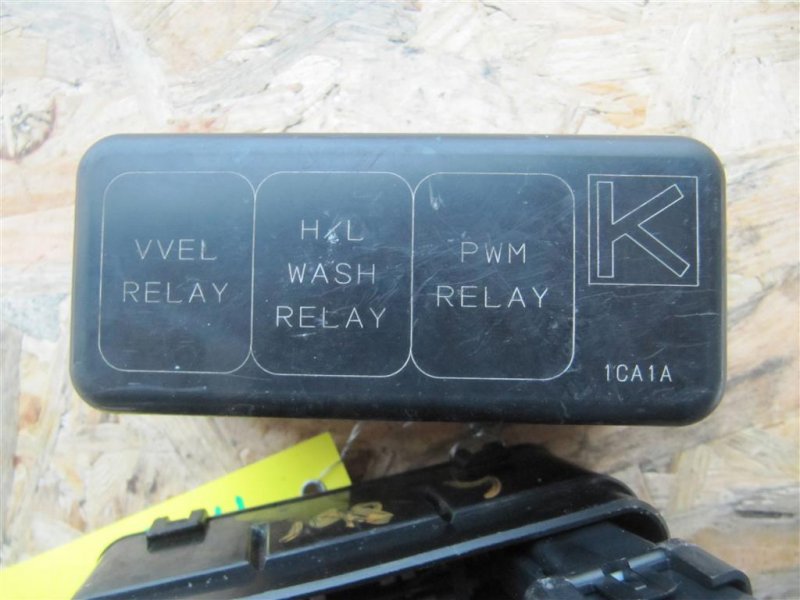 VVEL
RELAY
H/L
WASH
RELAY
PWM
RELAY
K
1CA1A